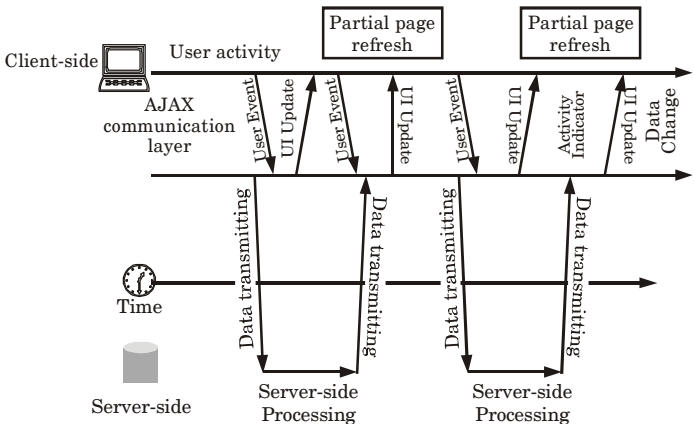 Partial page
refresh
Partial page
refresh
Client-side
User activity
AJAX
communication
layer
User Event
UI Update
User Event
UI Update
User Event
UI Update
Activity
Indicator
UI Update
Data
Change
Data transmitting
Data transmitting
Data transmitting
Data transmitting
Time
Server-side
Server-side
Processing
Server-side
Processing